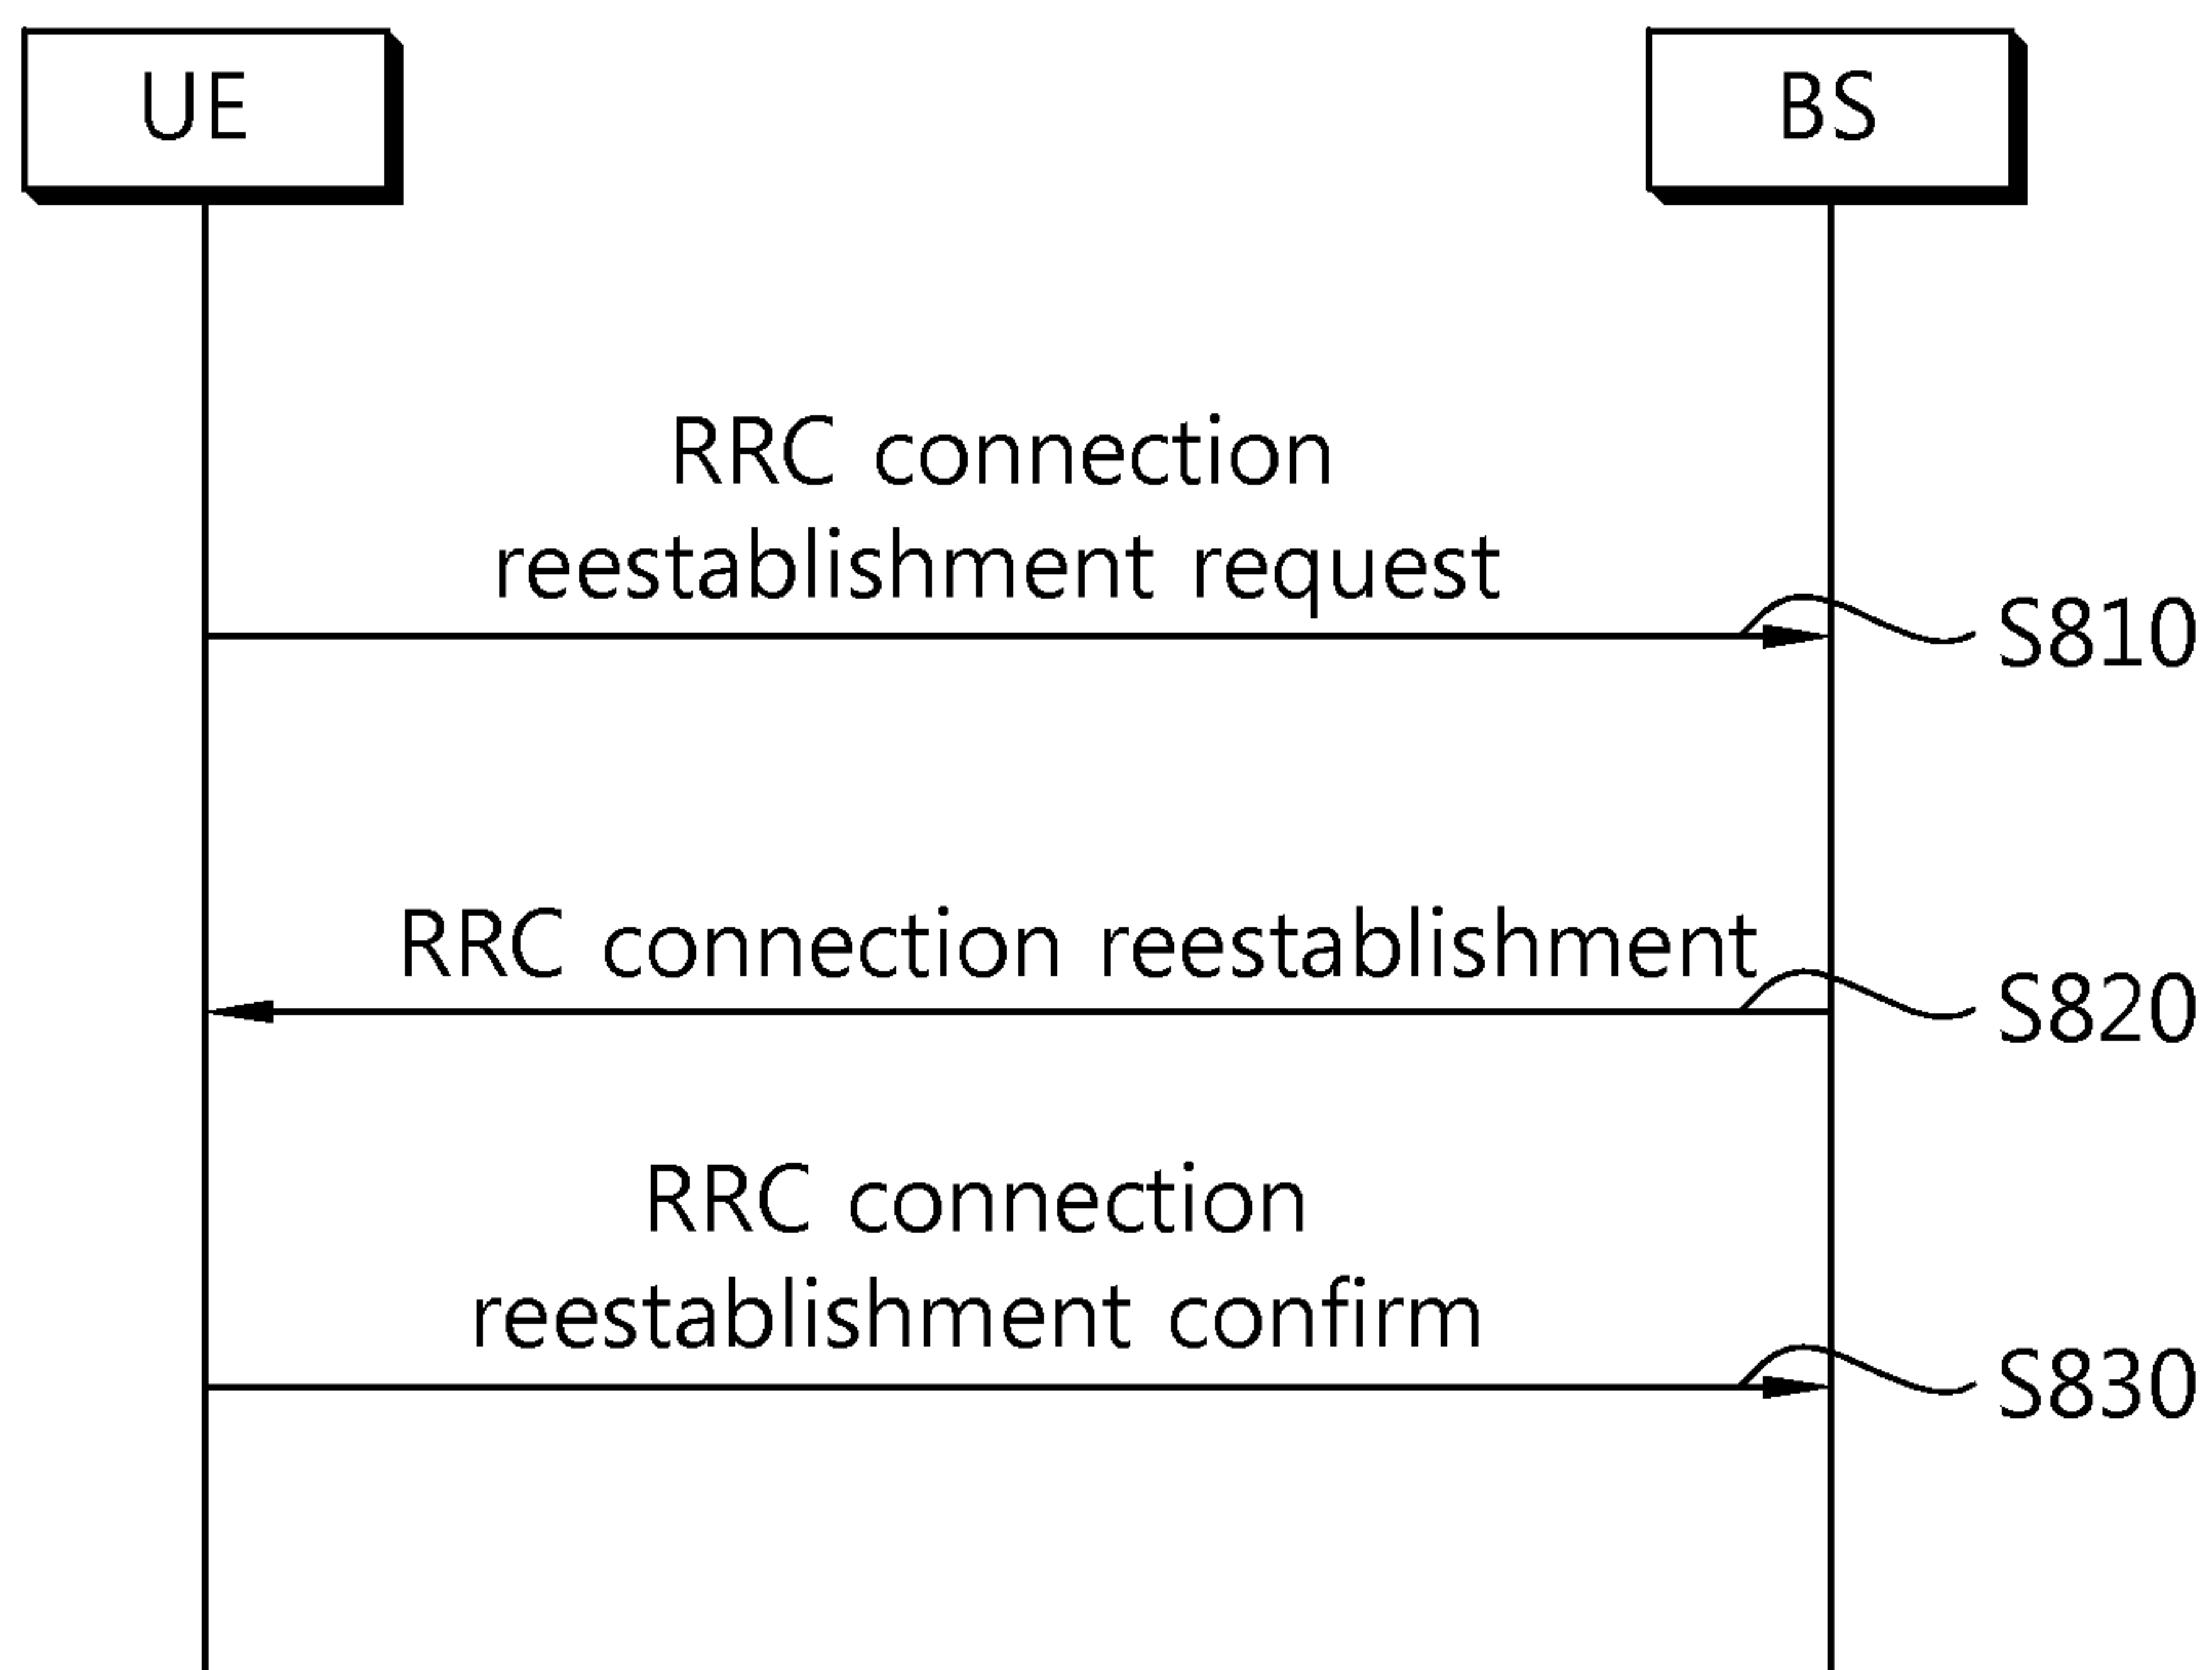 UE
BS
RRC connection
reestablishment request
S810
RRC connection reestablishment
S820
RRC connection
reestablishment confirm
S830